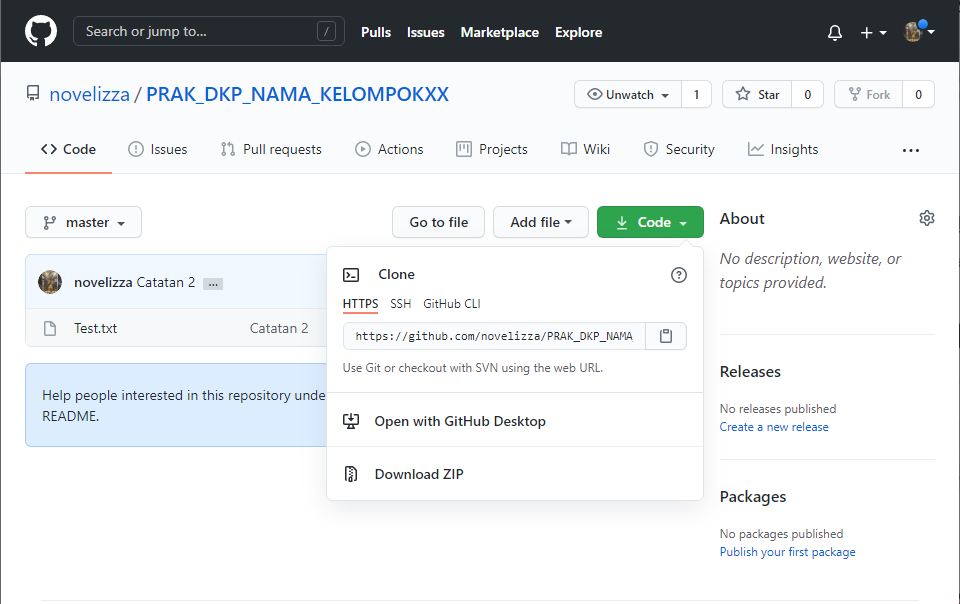 Search or jump to... /
Pulls Issues Marketplace Explore
novelizza / PRAK_DKP_NAMA_KELOMPOKXX
Unwatch 1 Star 0 Fork 0
Code Issues Pull requests Actions Projects Wiki Security Insights ...
master Go to file Add file Code
novelizza Catatan 2 ...
Test.txt Catatan 2
Help people interested in this repository unde
README.
Clone
HTTPS SSH GitHub CLI
https://github.com/novelizza/PRAK_DKP_NAMA
Use Git or checkout with SVN using the web URL.
Open with GitHub Desktop
Download ZIP
About
No description, website, or
topics provided.
Releases
No releases published
Create a new release
Packages
No packages published
Publish your first package